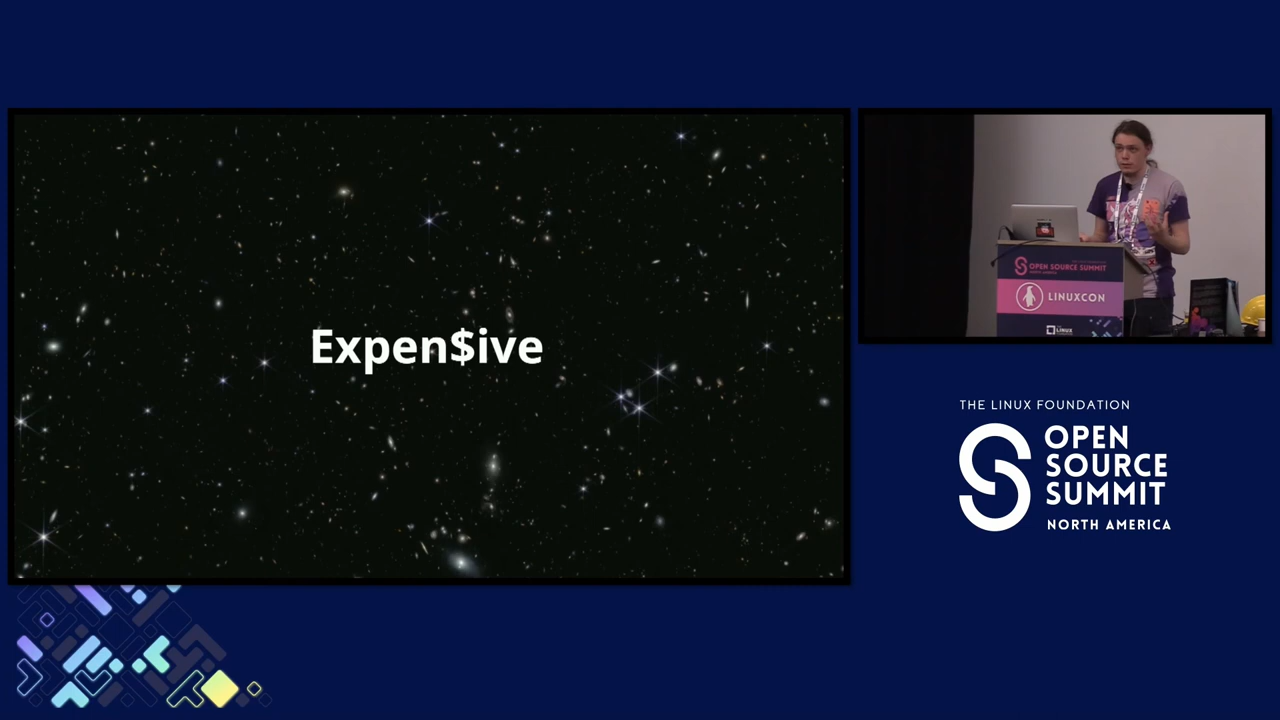 Expen$ive
OPEN SOURCE SUMMIT
LINUXCON
THE LINUX FOUNDATION
OPEN
SOURCE
SUMMIT
NORTH AMERICA